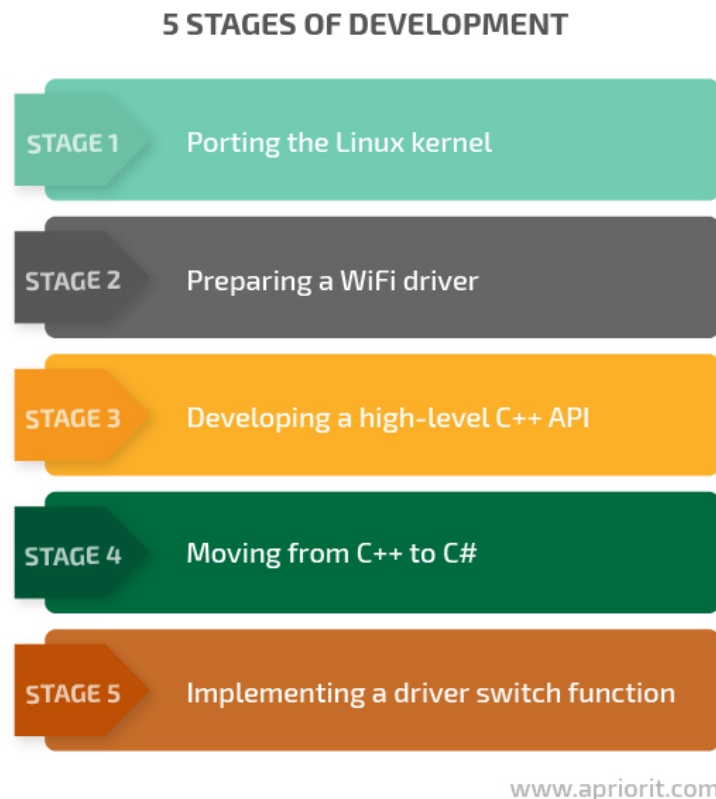 5 STAGES OF DEVELOPMENT
STAGE 1
Porting the Linux kernel
STAGE 2
Preparing a WiFi driver
STAGE 3
Developing a high-level C++ API
STAGE 4
Moving from C++ to C#
STAGE 5
Implementing a driver switch function
www.apriorit.com